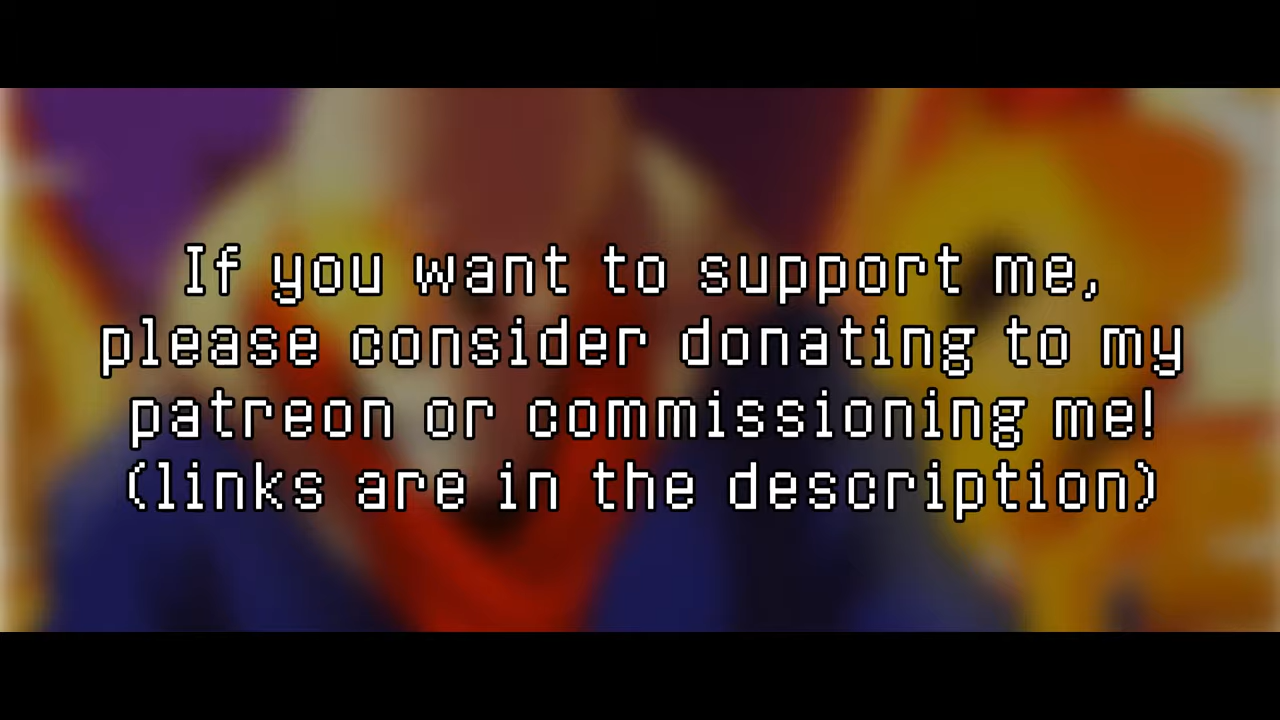 If you want to support me,
please consider donating to my
patreon or commissioning me!
(links are in the description)